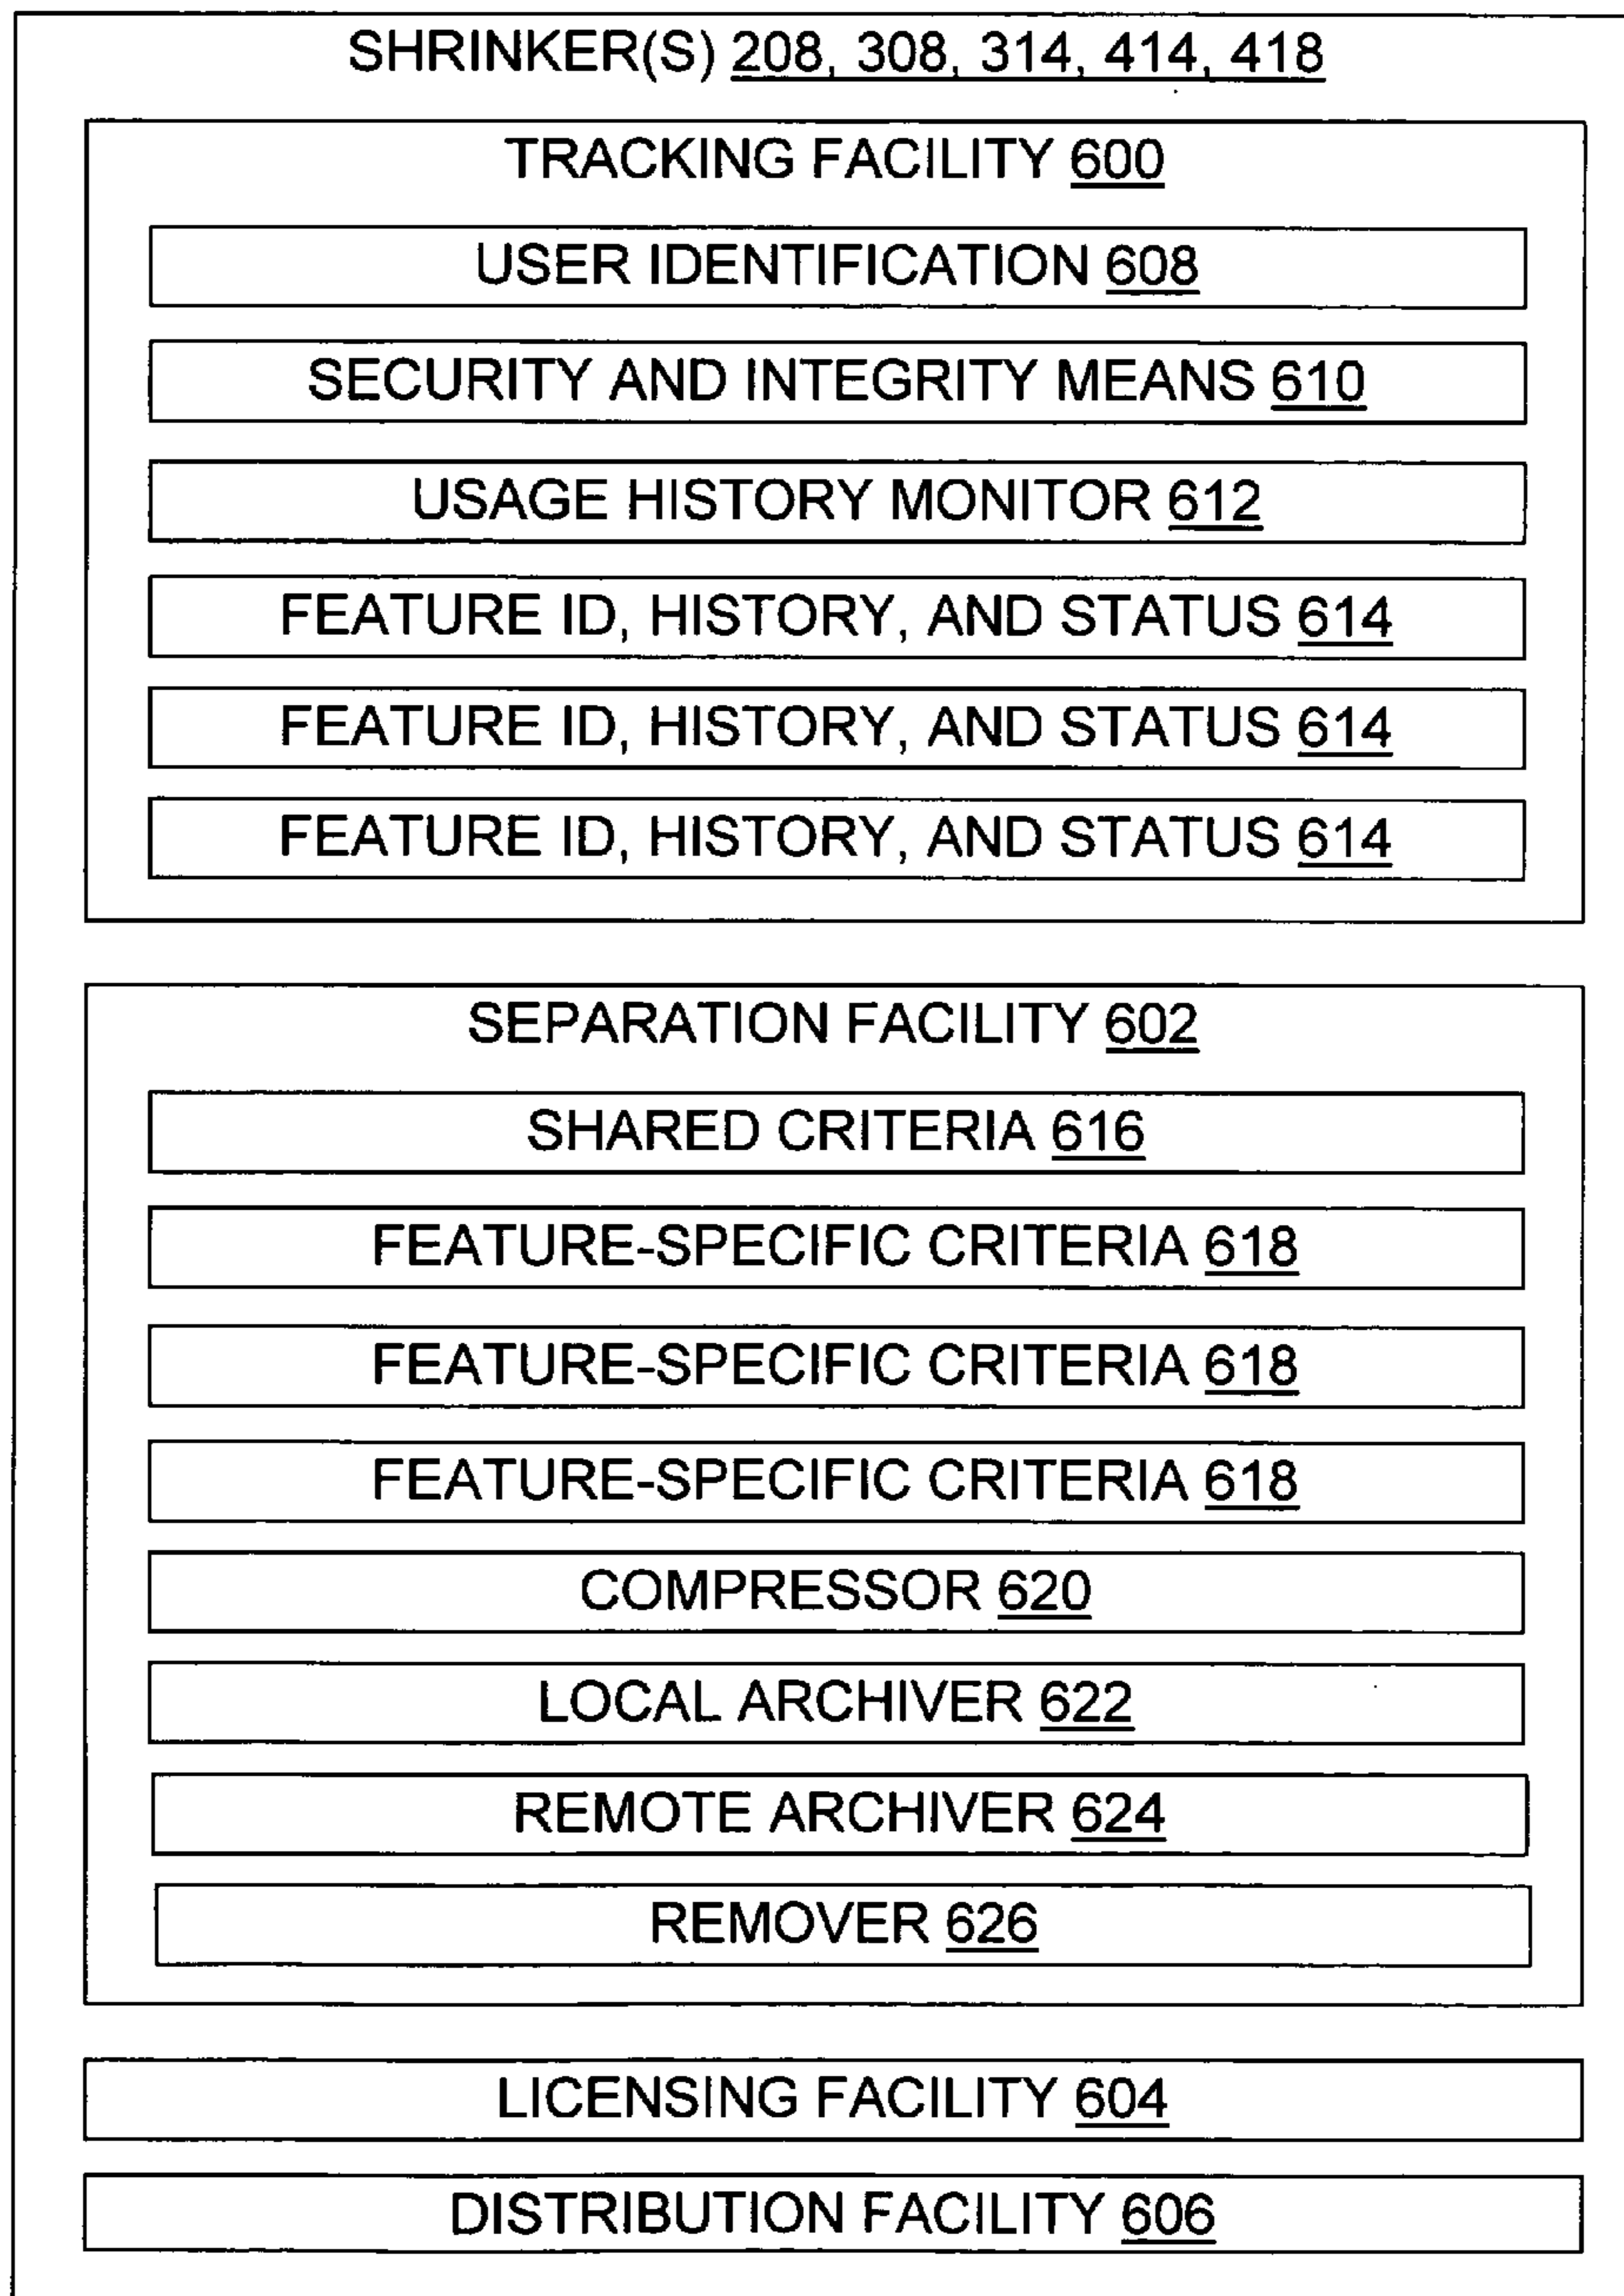 SHRINKER(S) 208, 308, 314, 414, 418
TRACKING FACILITY 600
USER IDENTIFICATION 608
SECURITY AND INTEGRITY MEANS 610
USAGE HISTORY MONITOR 612
FEATURE ID, HISTORY, AND STATUS 614
FEATURE ID, HISTORY, AND STATUS 614
FEATURE ID, HISTORY, AND STATUS 614
SEPARATION FACILITY 602
SHARED CRITERIA 616
FEATURE-SPECIFIC CRITERIA 618
FEATURE-SPECIFIC CRITERIA 618
FEATURE-SPECIFIC CRITERIA 618
COMPRESSOR 620
LOCAL ARCHIVER 622
REMOTE ARCHIVER 624
REMOVER 626
LICENSING FACILITY 604
DISTRIBUTION FACILITY 606